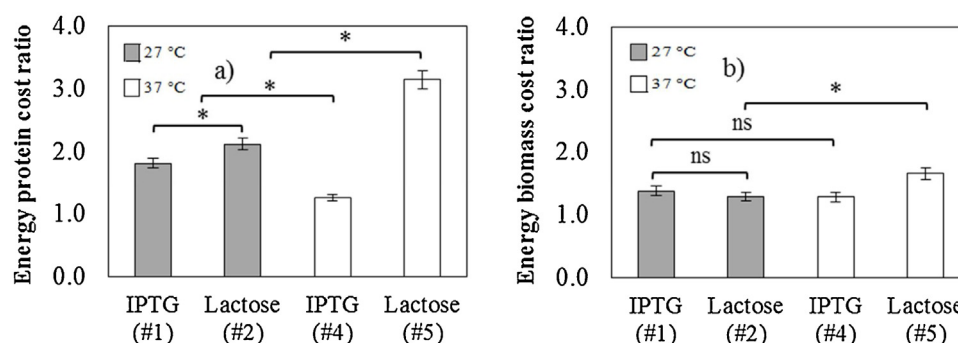 Energy protein cost ratio
4.0
3.0
2.0
1.0
0.0
27 °C
37 °C
a)
*
*
*
IPTG
(#1)
Lactose
(#2)
IPTG
(#4)
Lactose
(#5)
Energy biomass cost ratio
4.0
3.0
2.0
1.0
0.0
27 °C
37 °C
b)
*
ns
ns
IPTG
(#1)
Lactose
(#2)
IPTG
(#4)
Lactose
(#5)